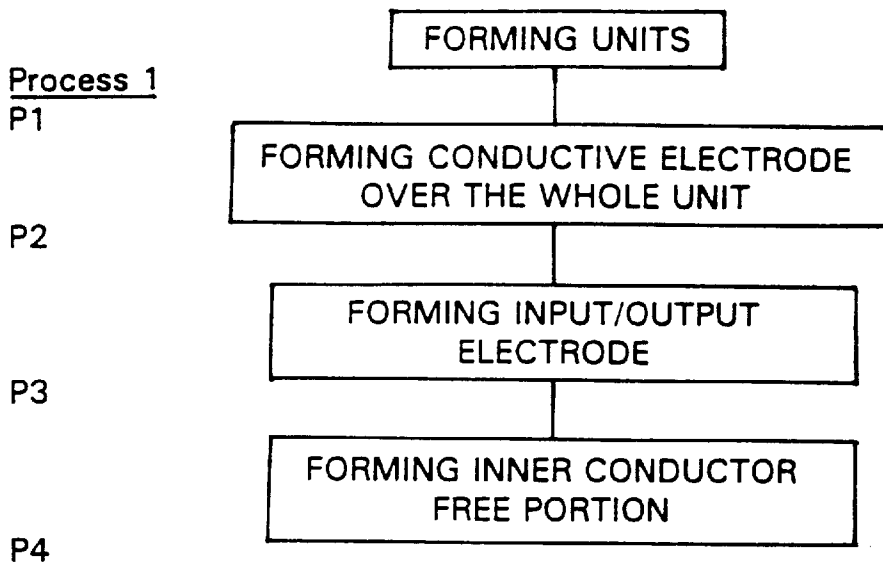 FORMING UNITS
Process 1
P1
FORMING CONDUCTIVE ELECTRODE
OVER THE WHOLE UNIT
P2
FORMING INPUT/OUTPUT
ELECTRODE
P3
FORMING INNER CONDUCTOR
FREE PORTION
P4